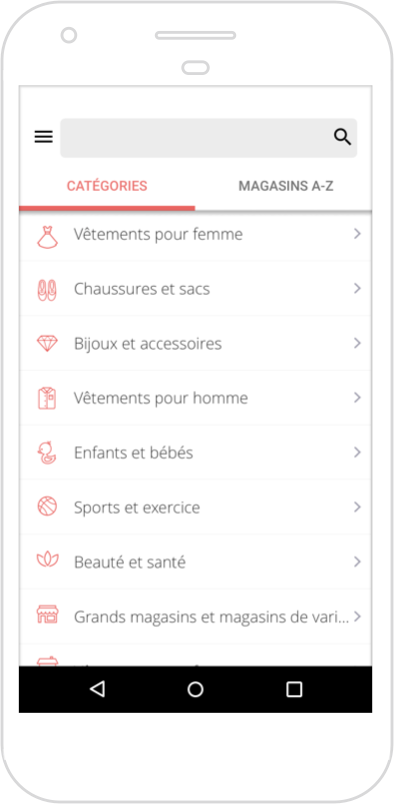 CATÉGORIES
MAGASINS A-Z
Vêtements pour femme
Chaussures et sacs
Bijoux et accessoires
Vêtements pour homme
Enfants et bébés
Sports et exercice
Beauté et santé
Grands magasins et magasins de vari...